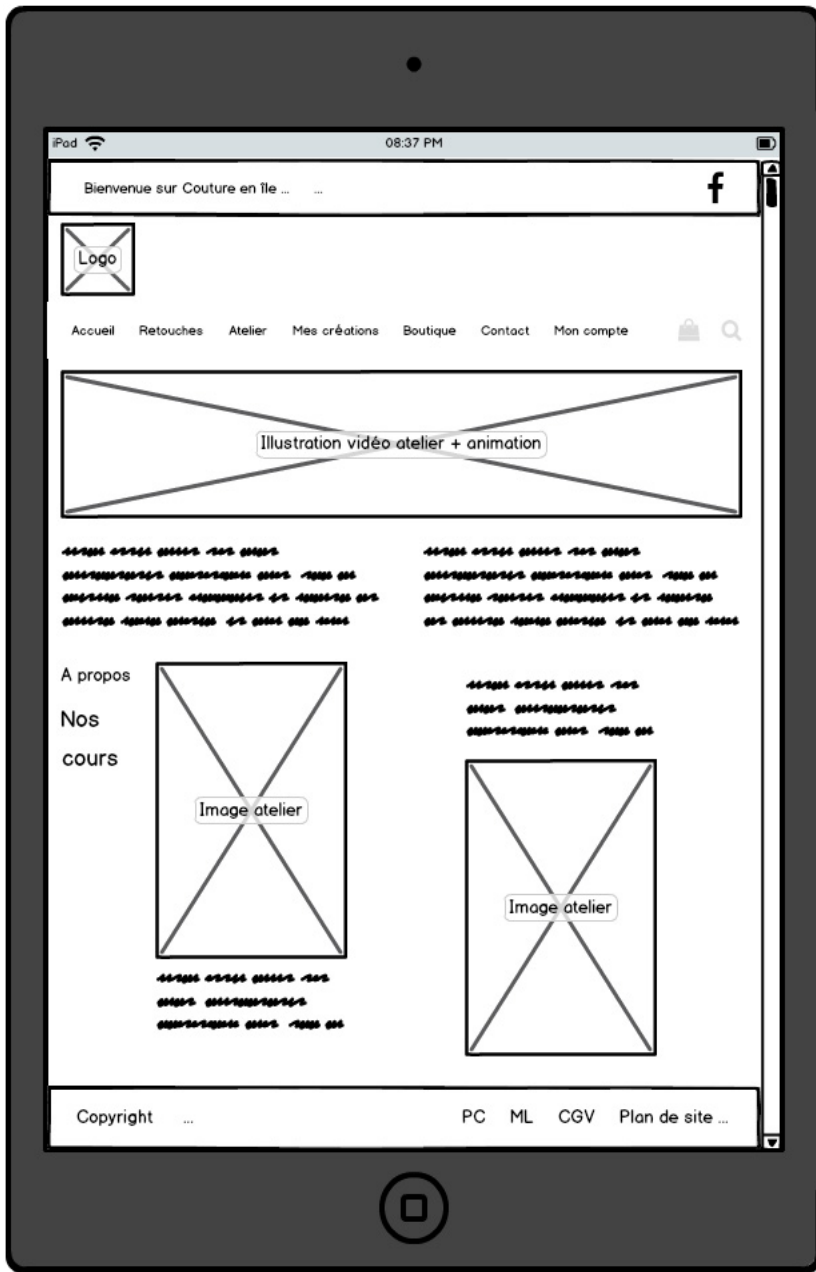 iPad 08:37 PM
Bienvenue sur Couture en île ... ...
f
Logo
Accueil Retouches Atelier Mes créations Boutique Contact Mon compte
Illustration vidéo atelier + animation
A propos
Nos
cours
Image atelier
Image atelier
Copyright ... PC ML CGV Plan de site ...